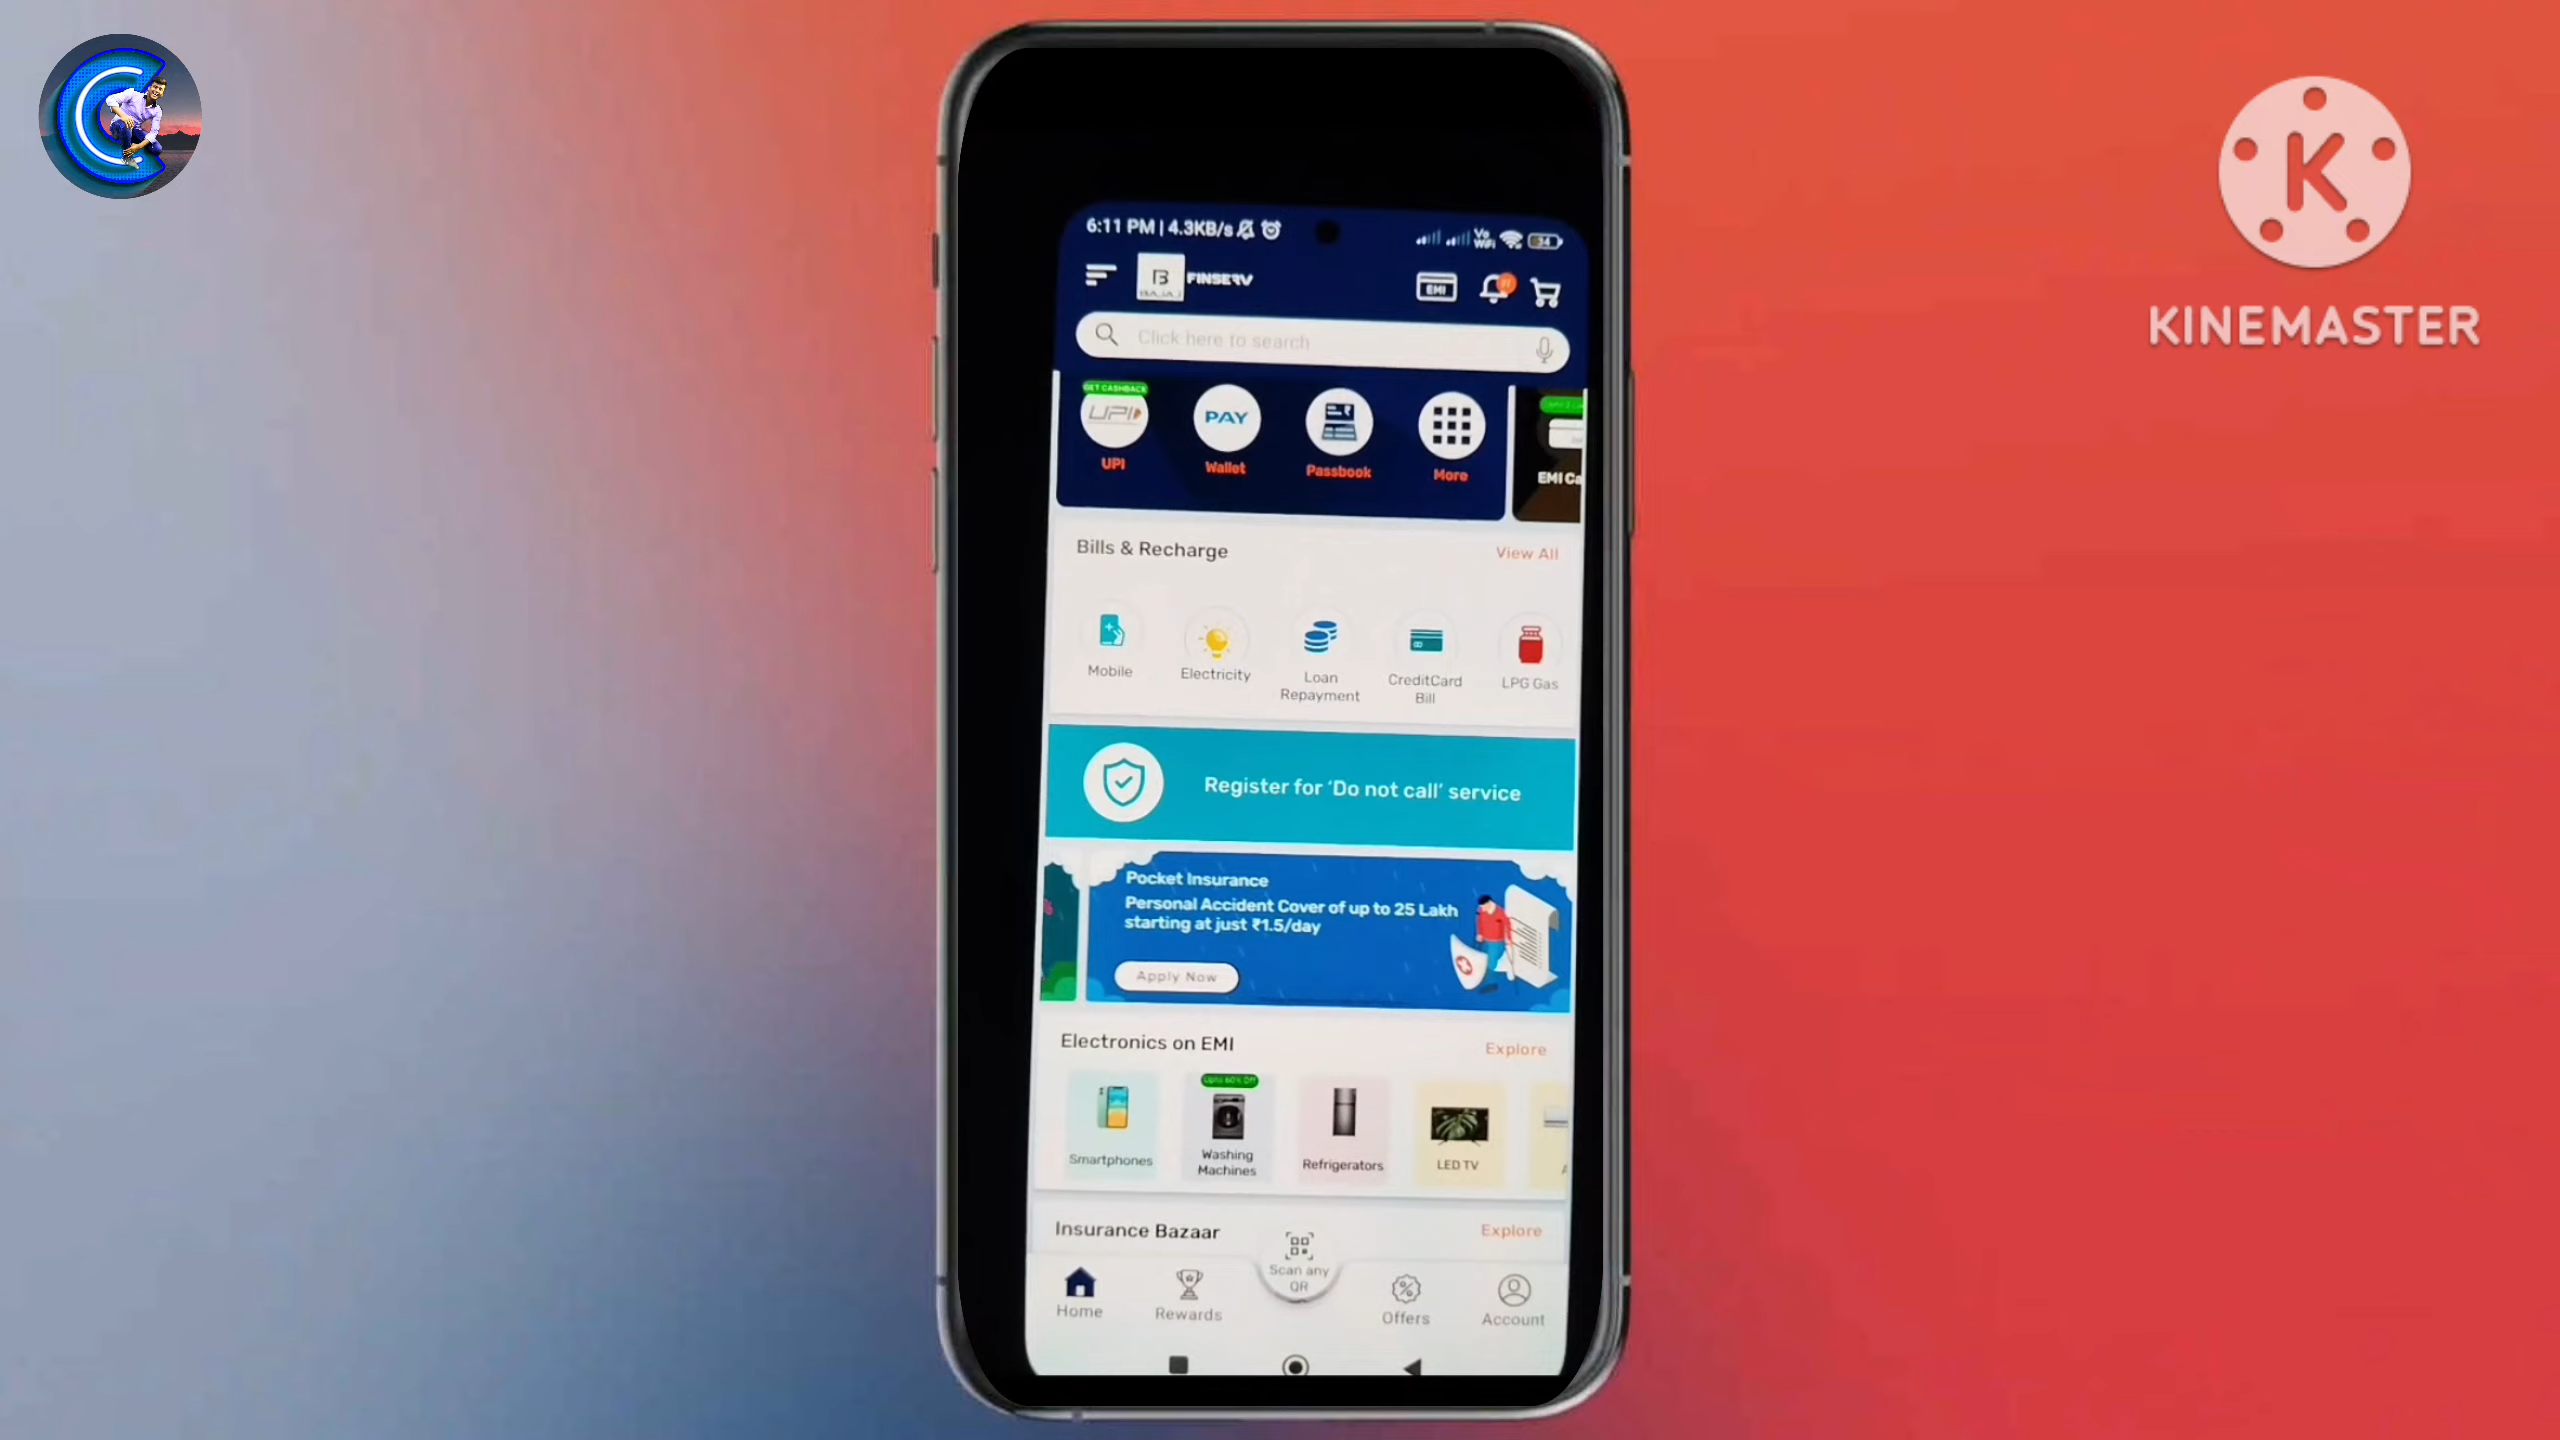 6:11 PM | 4.3KB/s
Vo
WiFi
34
B
BAJAJ
FINSERV
EMI
Click here to search
GET CASHBACK
UPI
PAY
UPI
Wallet
Passbook
More
EMI Ca
Bills & Recharge
View All
Mobile
Electricity
Loan
Repayment
CreditCard
Bill
LPG Gas
Register for 'Do not call' service
Pocket Insurance
Personal Accident Cover of up to 25 Lakh
starting at just ₹1.5/day
Apply Now
Electronics on EMI
Explore
Upto 60% Off
Smartphones
Washing
Machines
Refrigerators
LED TV
Insurance Bazaar
Explore
Scan any
QR
Home
Rewards
Offers
Account
K
KINEMASTER